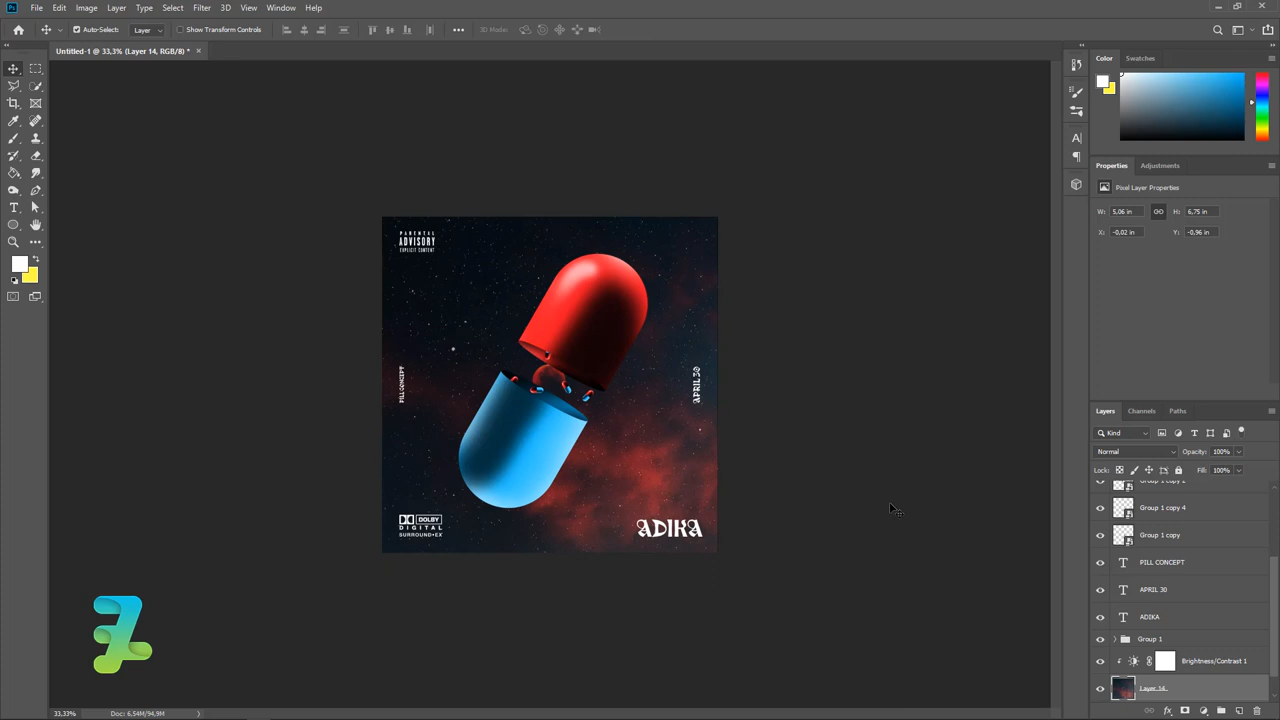 Ps File Edit Image Layer Type Select Filter 3D View Window Help
Auto-Select: Layer Show Transform Controls 3D Mode:
Untitled-1 @ 33,3% (Layer 14, RGB/8) *
Color Swatches
Properties Adjustments
Pixel Layer Properties
W: 5,06 in H: 6,75 in
X: -0,02 in Y: -0,96 in
PARENTAL
ADVISORY
EXPLICIT CONTENT
PILL CONCEPT
APRIL 30
DOLBY
DIGITAL
SURROUND•EX
ADIKA
Layers Channels Paths
Kind
Normal Opacity: 100%
Lock: Fill: 100%
Group 1 copy 2
Group 1 copy 4
Group 1 copy
T PILL CONCEPT
T APRIL 30
T ADIKA
Group 1
Brightness/Contrast 1
Layer 14
33,33% Doc: 6,54M/94,9M